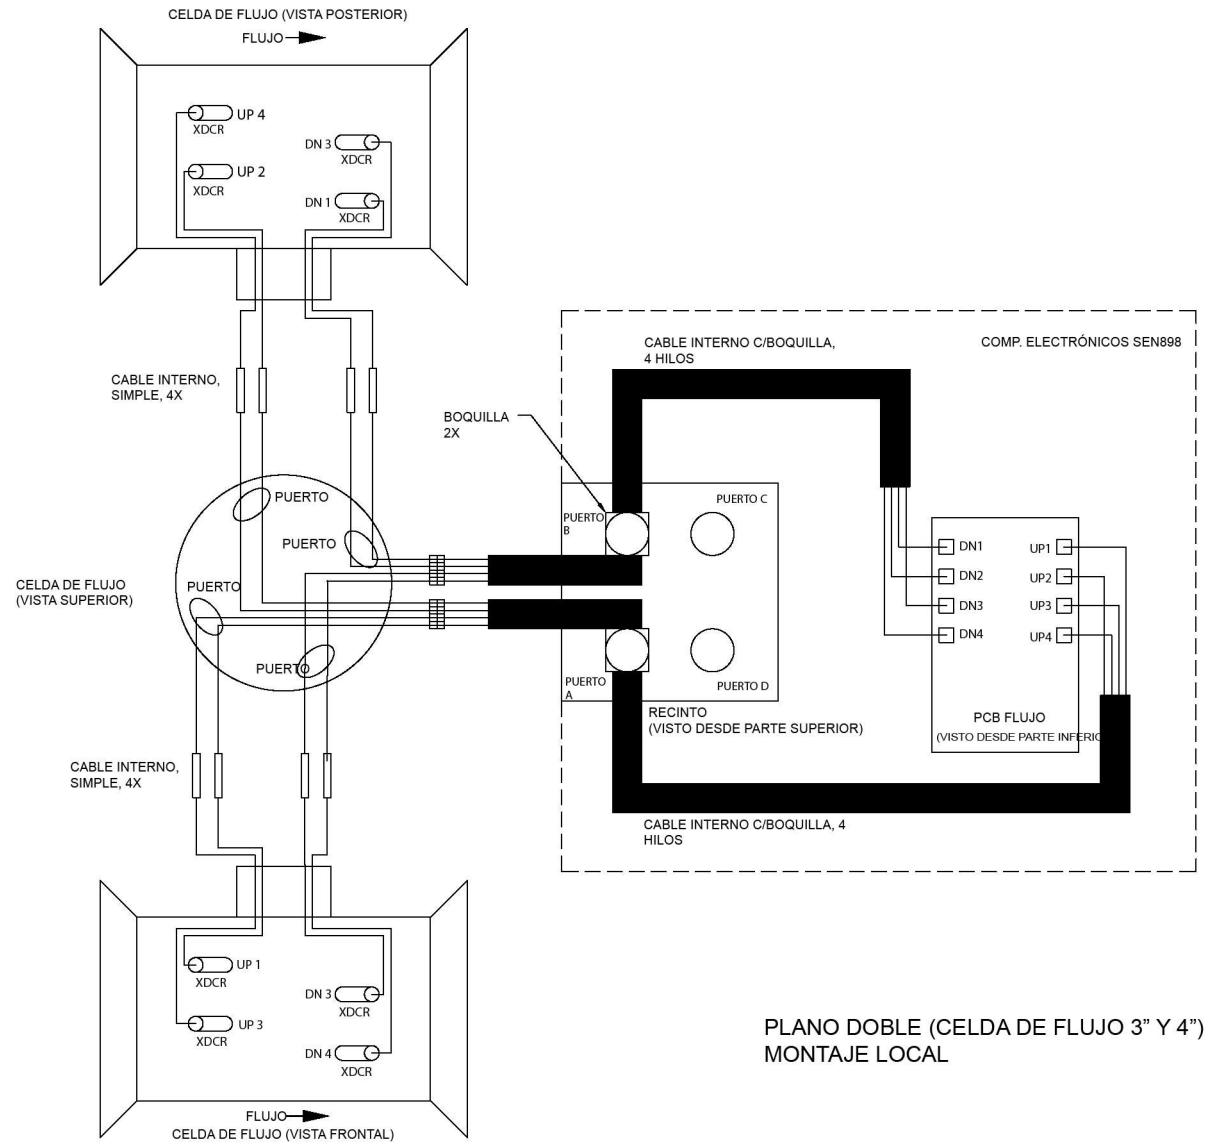 CELDA DE FLUJO (VISTA POSTERIOR)
FLUJO
UP 4
XDCR
DN 3
XDCR
UP 2
XDCR
DN 1
XDCR
CABLE INTERNO,
SIMPLE, 4X
CABLE INTERNO C/BOQUILLA,
4 HILOS
COMP. ELECTRÓNICOS SEN898
BOQUILLA
2X
PUERTO
PUERTO
PUERTO
PUERTO
CELDA DE FLUJO
(VISTA SUPERIOR)
PUERTO
B
PUERTO C
PUERTO
A
PUERTO D
RECINTO
(VISTO DESDE PARTE SUPERIOR)
DN1
UP1
DN2
UP2
DN3
UP3
DN4
UP4
PCB FLUJO
(VISTO DESDE PARTE INFERIO
CABLE INTERNO,
SIMPLE, 4X
CABLE INTERNO C/BOQUILLA, 4
HILOS
UP 1
XDCR
DN 3
XDCR
UP 3
XDCR
DN 4
XDCR
FLUJO
CELDA DE FLUJO (VISTA FRONTAL)
PLANO DOBLE (CELDA DE FLUJO 3” Y 4”)
MONTAJE LOCAL